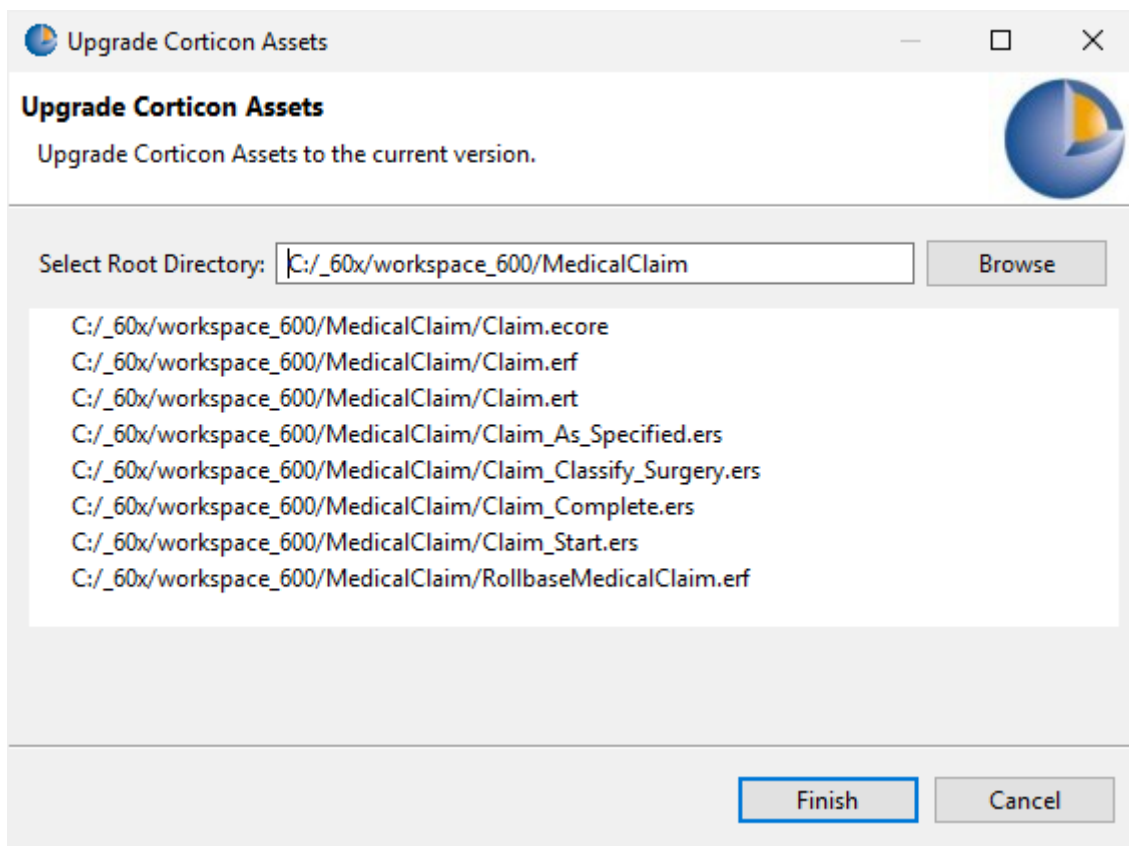 Upgrade Corticon Assets
Upgrade Corticon Assets
Upgrade Corticon Assets to the current version.
Select Root Directory: C:/_60x/workspace_600/MedicalClaim Browse
C:/_60x/workspace_600/MedicalClaim/Claim.ecore
C:/_60x/workspace_600/MedicalClaim/Claim.erf
C:/_60x/workspace_600/MedicalClaim/Claim.ert
C:/_60x/workspace_600/MedicalClaim/Claim_As_Specified.ers
C:/_60x/workspace_600/MedicalClaim/Claim_Classify_Surgery.ers
C:/_60x/workspace_600/MedicalClaim/Claim_Complete.ers
C:/_60x/workspace_600/MedicalClaim/Claim_Start.ers
C:/_60x/workspace_600/MedicalClaim/RollbaseMedicalClaim.erf
Finish Cancel